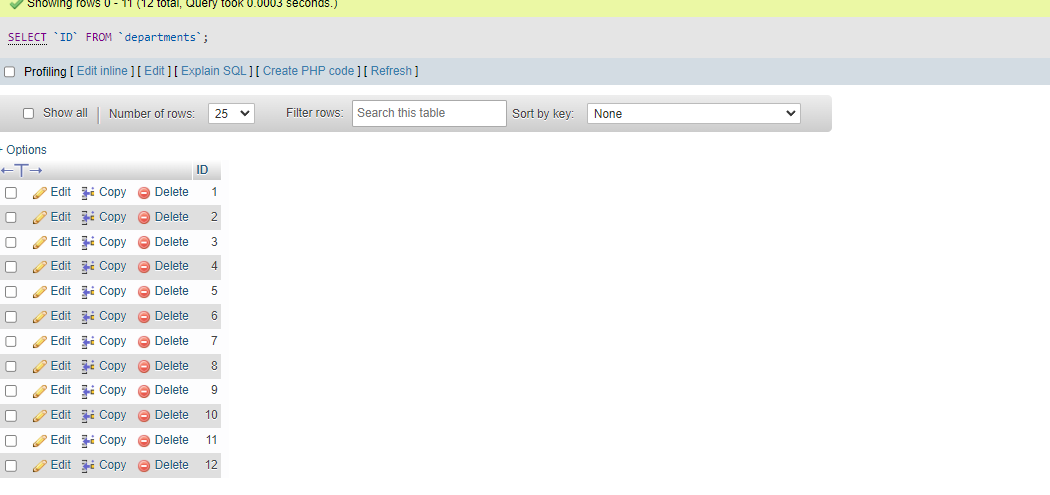 Showing rows 0 - 11 (12 total, Query took 0.0003 seconds.)
SELECT `ID` FROM `departments`;
Profiling [ Edit inline ] [ Edit ] [ Explain SQL ] [ Create PHP code ] [ Refresh ]
Show all | Number of rows: 25 Filter rows: Search this table Sort by key: None
+ Options
←T→ ID
Edit Copy Delete 1
Edit Copy Delete 2
Edit Copy Delete 3
Edit Copy Delete 4
Edit Copy Delete 5
Edit Copy Delete 6
Edit Copy Delete 7
Edit Copy Delete 8
Edit Copy Delete 9
Edit Copy Delete 10
Edit Copy Delete 11
Edit Copy Delete 12